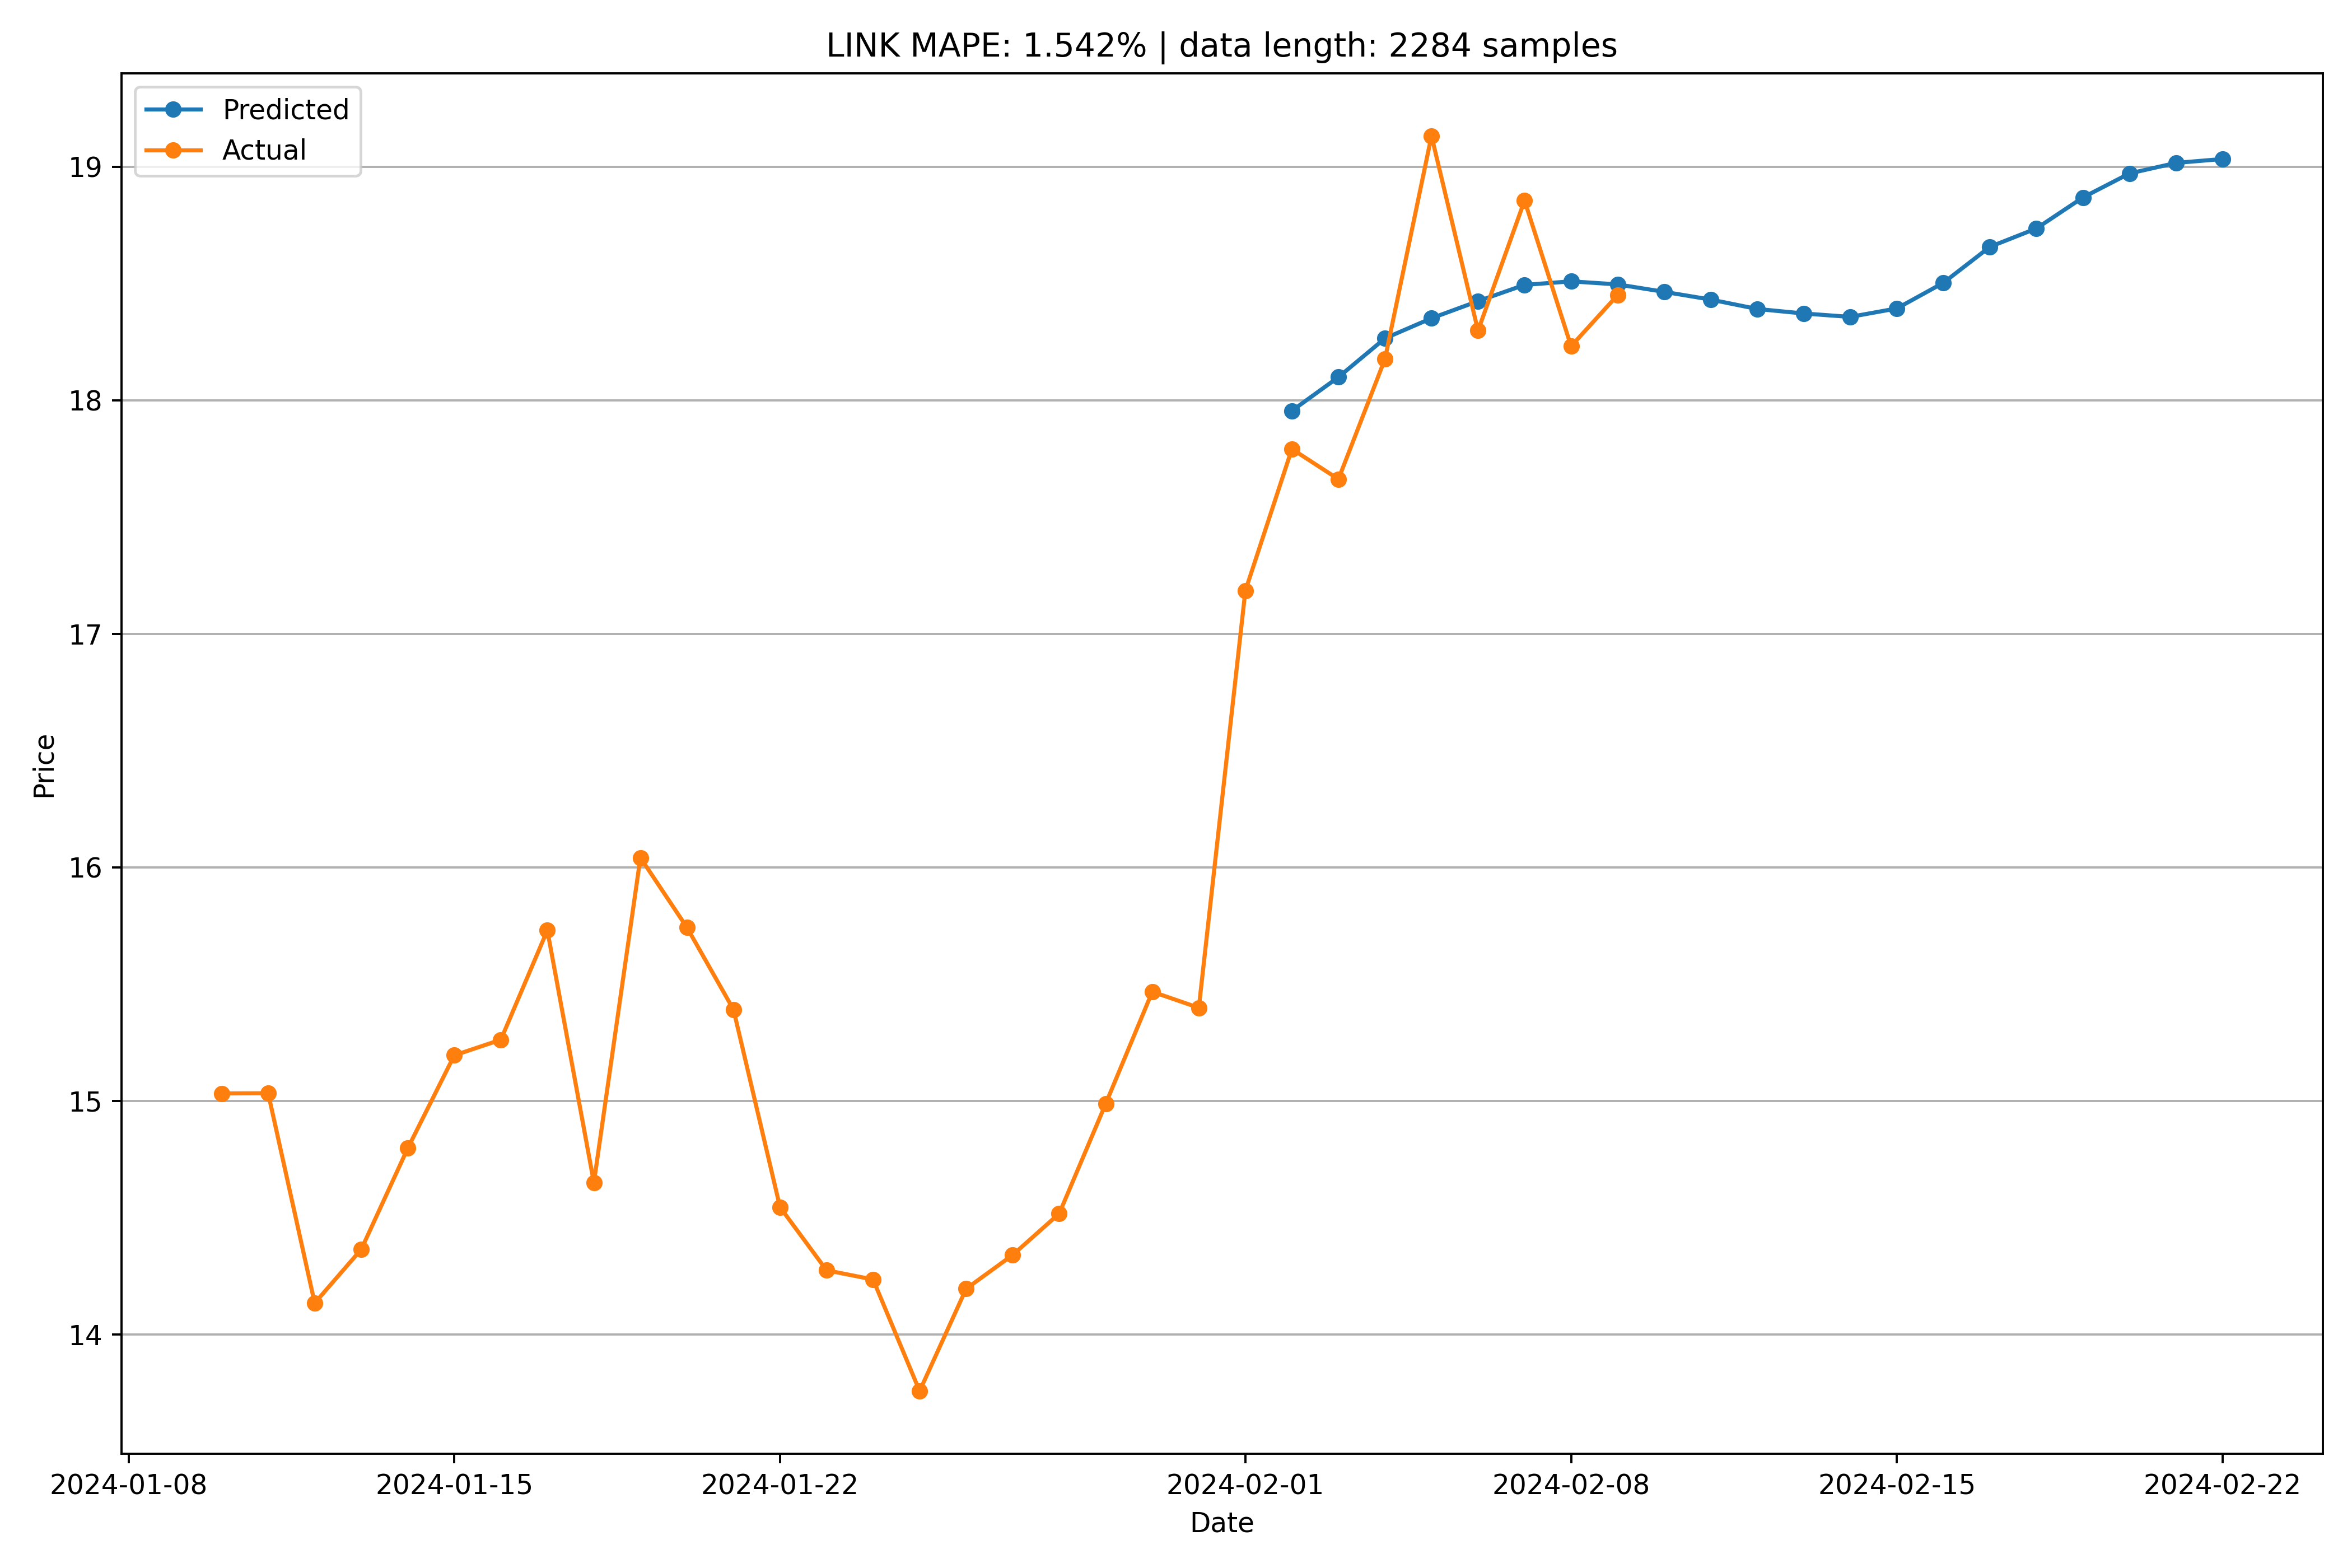 LINK MAPE: 1.542% | data length: 2284 samples
Predicted
Actual
19
18
17
16
15
14
Price
2024-01-08 2024-01-15 2024-01-22 2024-02-01 2024-02-08 2024-02-15 2024-02-22
Date